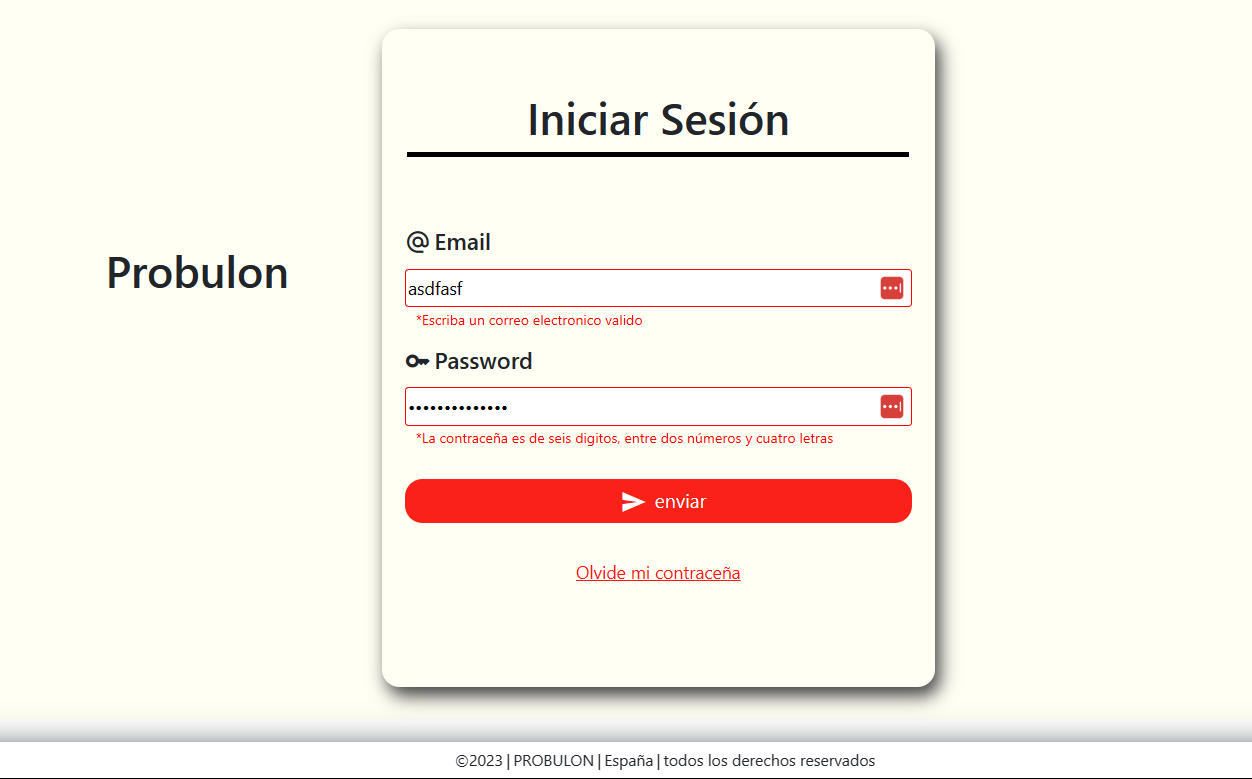 Iniciar Sesión
Probulon
@ Email
asdfasf
*Escriba un correo electronico valido
Password
••••••••••••••
*La contraceña es de seis digitos, entre dos números y cuatro letras
enviar
Olvide mi contraceña
©2023 | PROBULON | España | todos los derechos reservados